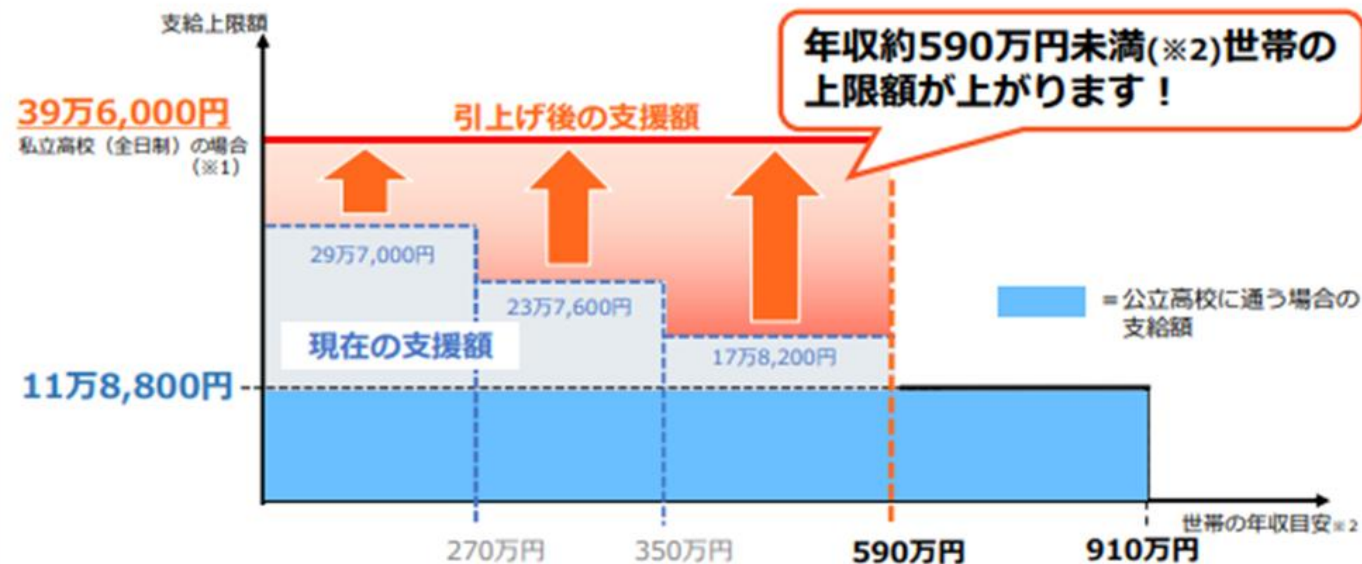 支給上限額
年収約590万円未満(※2)世帯の
上限額が上がります！
39万6,000円
私立高校（全日制）の場合
（※1）
引上げ後の支援額
29万7,000円
23万7,600円
17万8,200円
現在の支援額
＝公立高校に通う場合の
支給額
11万8,800円
世帯の年収目安※2
270万円
350万円
590万円
910万円